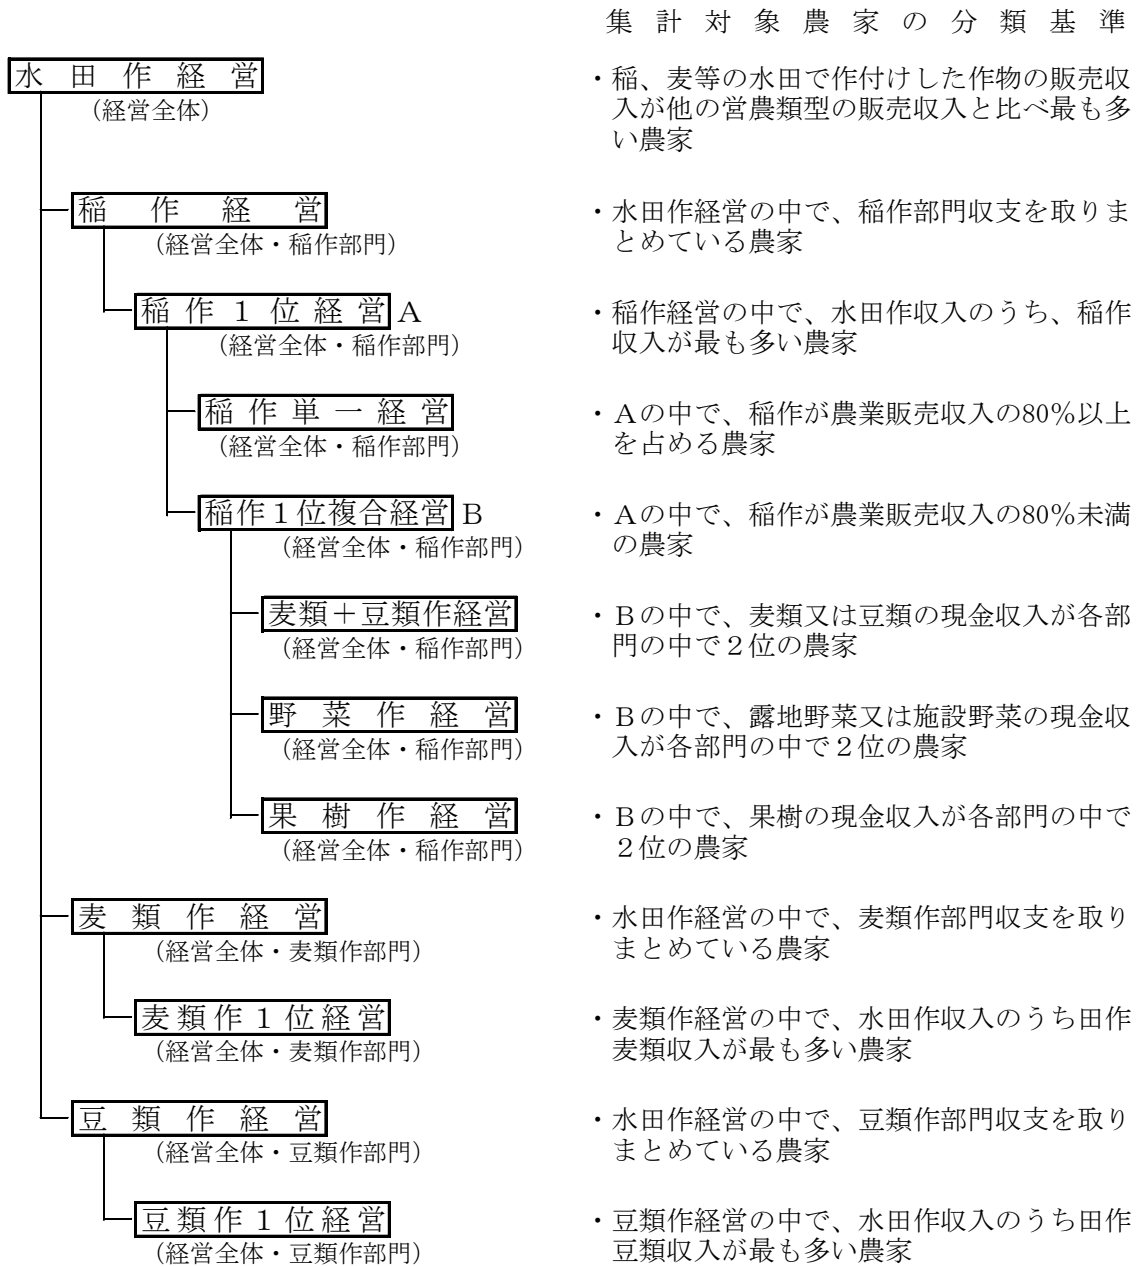 集計対象農家の分類基準
水田作経営
（経営全体）
・稲、麦等の水田で作付けした作物の販売収
入が他の営農類型の販売収入と比べ最も多
い農家
稲作経営
（経営全体・稲作部門）
・水田作経営の中で、稲作部門収支を取りま
とめている農家
稲作１位経営 A
（経営全体・稲作部門）
・稲作経営の中で、水田作収入のうち、稲作
収入が最も多い農家
稲作単一経営
（経営全体・稲作部門）
・Ａの中で、稲作が農業販売収入の80％以上
を占める農家
稲作１位複合経営 B
（経営全体・稲作部門）
・Ａの中で、稲作が農業販売収入の80％未満
の農家
麦類＋豆類作経営
（経営全体・稲作部門）
・Ｂの中で、麦類又は豆類の現金収入が各部
門の中で２位の農家
野菜作経営
（経営全体・稲作部門）
・Ｂの中で、露地野菜又は施設野菜の現金収
入が各部門の中で２位の農家
果樹作経営
（経営全体・稲作部門）
・Ｂの中で、果樹の現金収入が各部門の中で
２位の農家
麦類作経営
（経営全体・麦類作部門）
・水田作経営の中で、麦類作部門収支を取り
まとめている農家
麦類作１位経営
（経営全体・麦類作部門）
・麦類作経営の中で、水田作収入のうち田作
麦類収入が最も多い農家
豆類作経営
（経営全体・豆類作部門）
・水田作経営の中で、豆類作部門収支を取り
まとめている農家
豆類作１位経営
（経営全体・豆類作部門）
・豆類作経営の中で、水田作収入のうち田作
豆類収入が最も多い農家